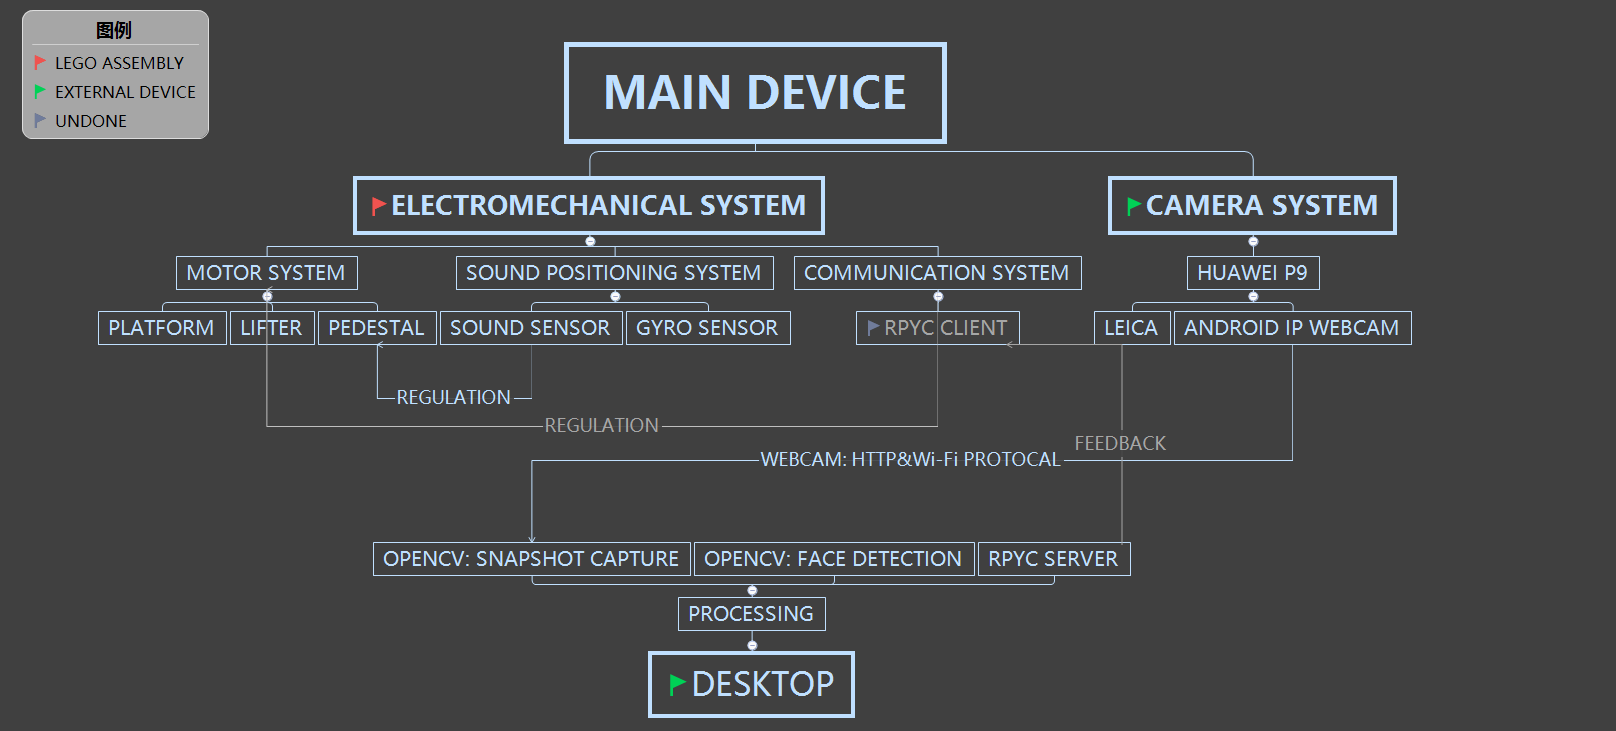 图例
LEGO ASSEMBLY
EXTERNAL DEVICE
UNDONE
MAIN DEVICE
ELECTROMECHANICAL SYSTEM
CAMERA SYSTEM
MOTOR SYSTEM
SOUND POSITIONING SYSTEM
COMMUNICATION SYSTEM
HUAWEI P9
PLATFORM
LIFTER
PEDESTAL
SOUND SENSOR
GYRO SENSOR
RPYC CLIENT
LEICA
ANDROID IP WEBCAM
REGULATION
REGULATION
FEEDBACK
WEBCAM: HTTP&Wi-Fi PROTOCAL
OPENCV: SNAPSHOT CAPTURE
OPENCV: FACE DETECTION
RPYC SERVER
PROCESSING
DESKTOP